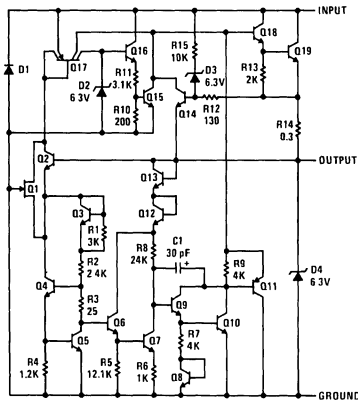 INPUT
Q18
Q16
R15
10K
Q19
D1
Q17
D2
6 3V
R11
3.1K
D3
6.3V
R13
2K
Q15
R10
200
Q14
R12
130
R14
0.3
Q2
OUTPUT
Q1
Q13
Q3
Q12
R1
3K
C1
30 pF
+
R8
24K
R9
4K
R2
2 4K
D4
6 3V
Q4
Q11
R3
25
Q9
Q6
Q10
Q5
Q7
R7
4K
R4
1.2K
R5
12.1K
R6
1K
Q8
GROUND